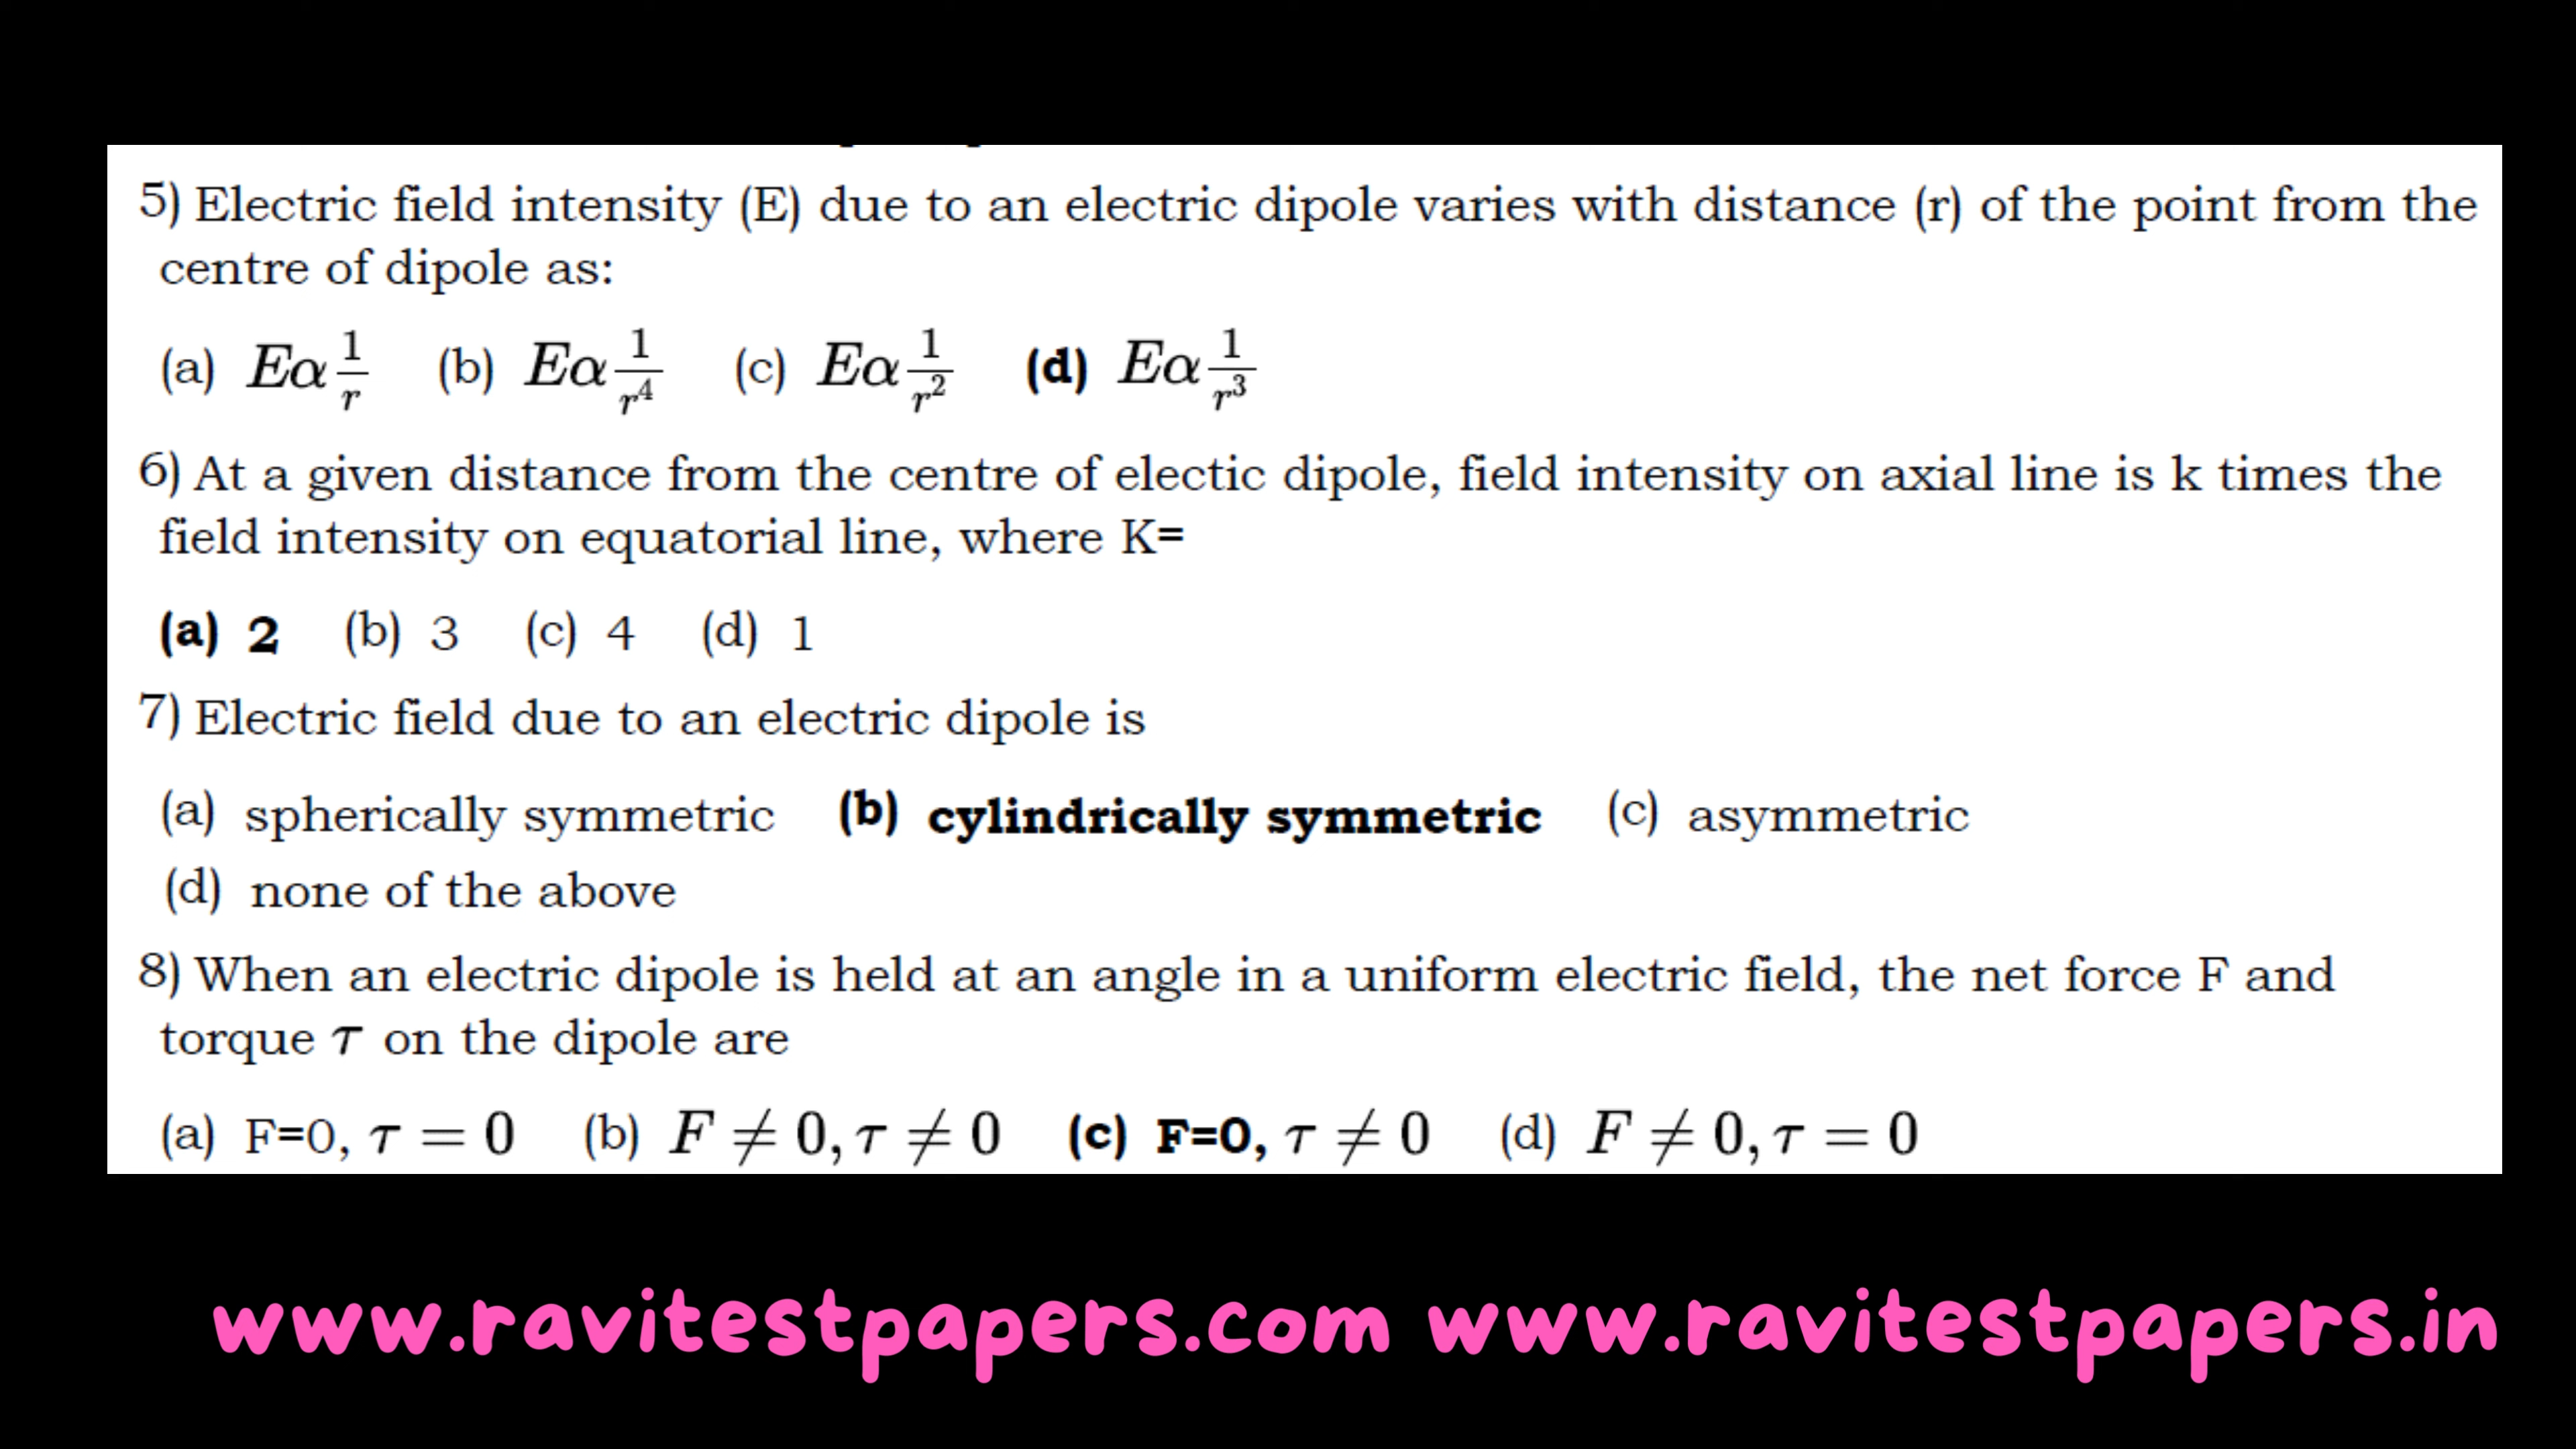 5) Electric field intensity (E) due to an electric dipole varies with distance (r) of the point from the
centre of dipole as:
(a) Eα 1/r (b) Eα 1/r⁴ (c) Eα 1/r² (d) Eα 1/r³
6) At a given distance from the centre of electic dipole, field intensity on axial line is k times the
field intensity on equatorial line, where K=
(a) 2 (b) 3 (c) 4 (d) 1
7) Electric field due to an electric dipole is
(a) spherically symmetric (b) cylindrically symmetric (c) asymmetric
(d) none of the above
8) When an electric dipole is held at an angle in a uniform electric field, the net force F and
torque τ on the dipole are
(a) F=0, τ = 0 (b) F ≠ 0, τ ≠ 0 (c) F=0, τ ≠ 0 (d) F ≠ 0, τ = 0
www.ravitestpapers.com www.ravitestpapers.in